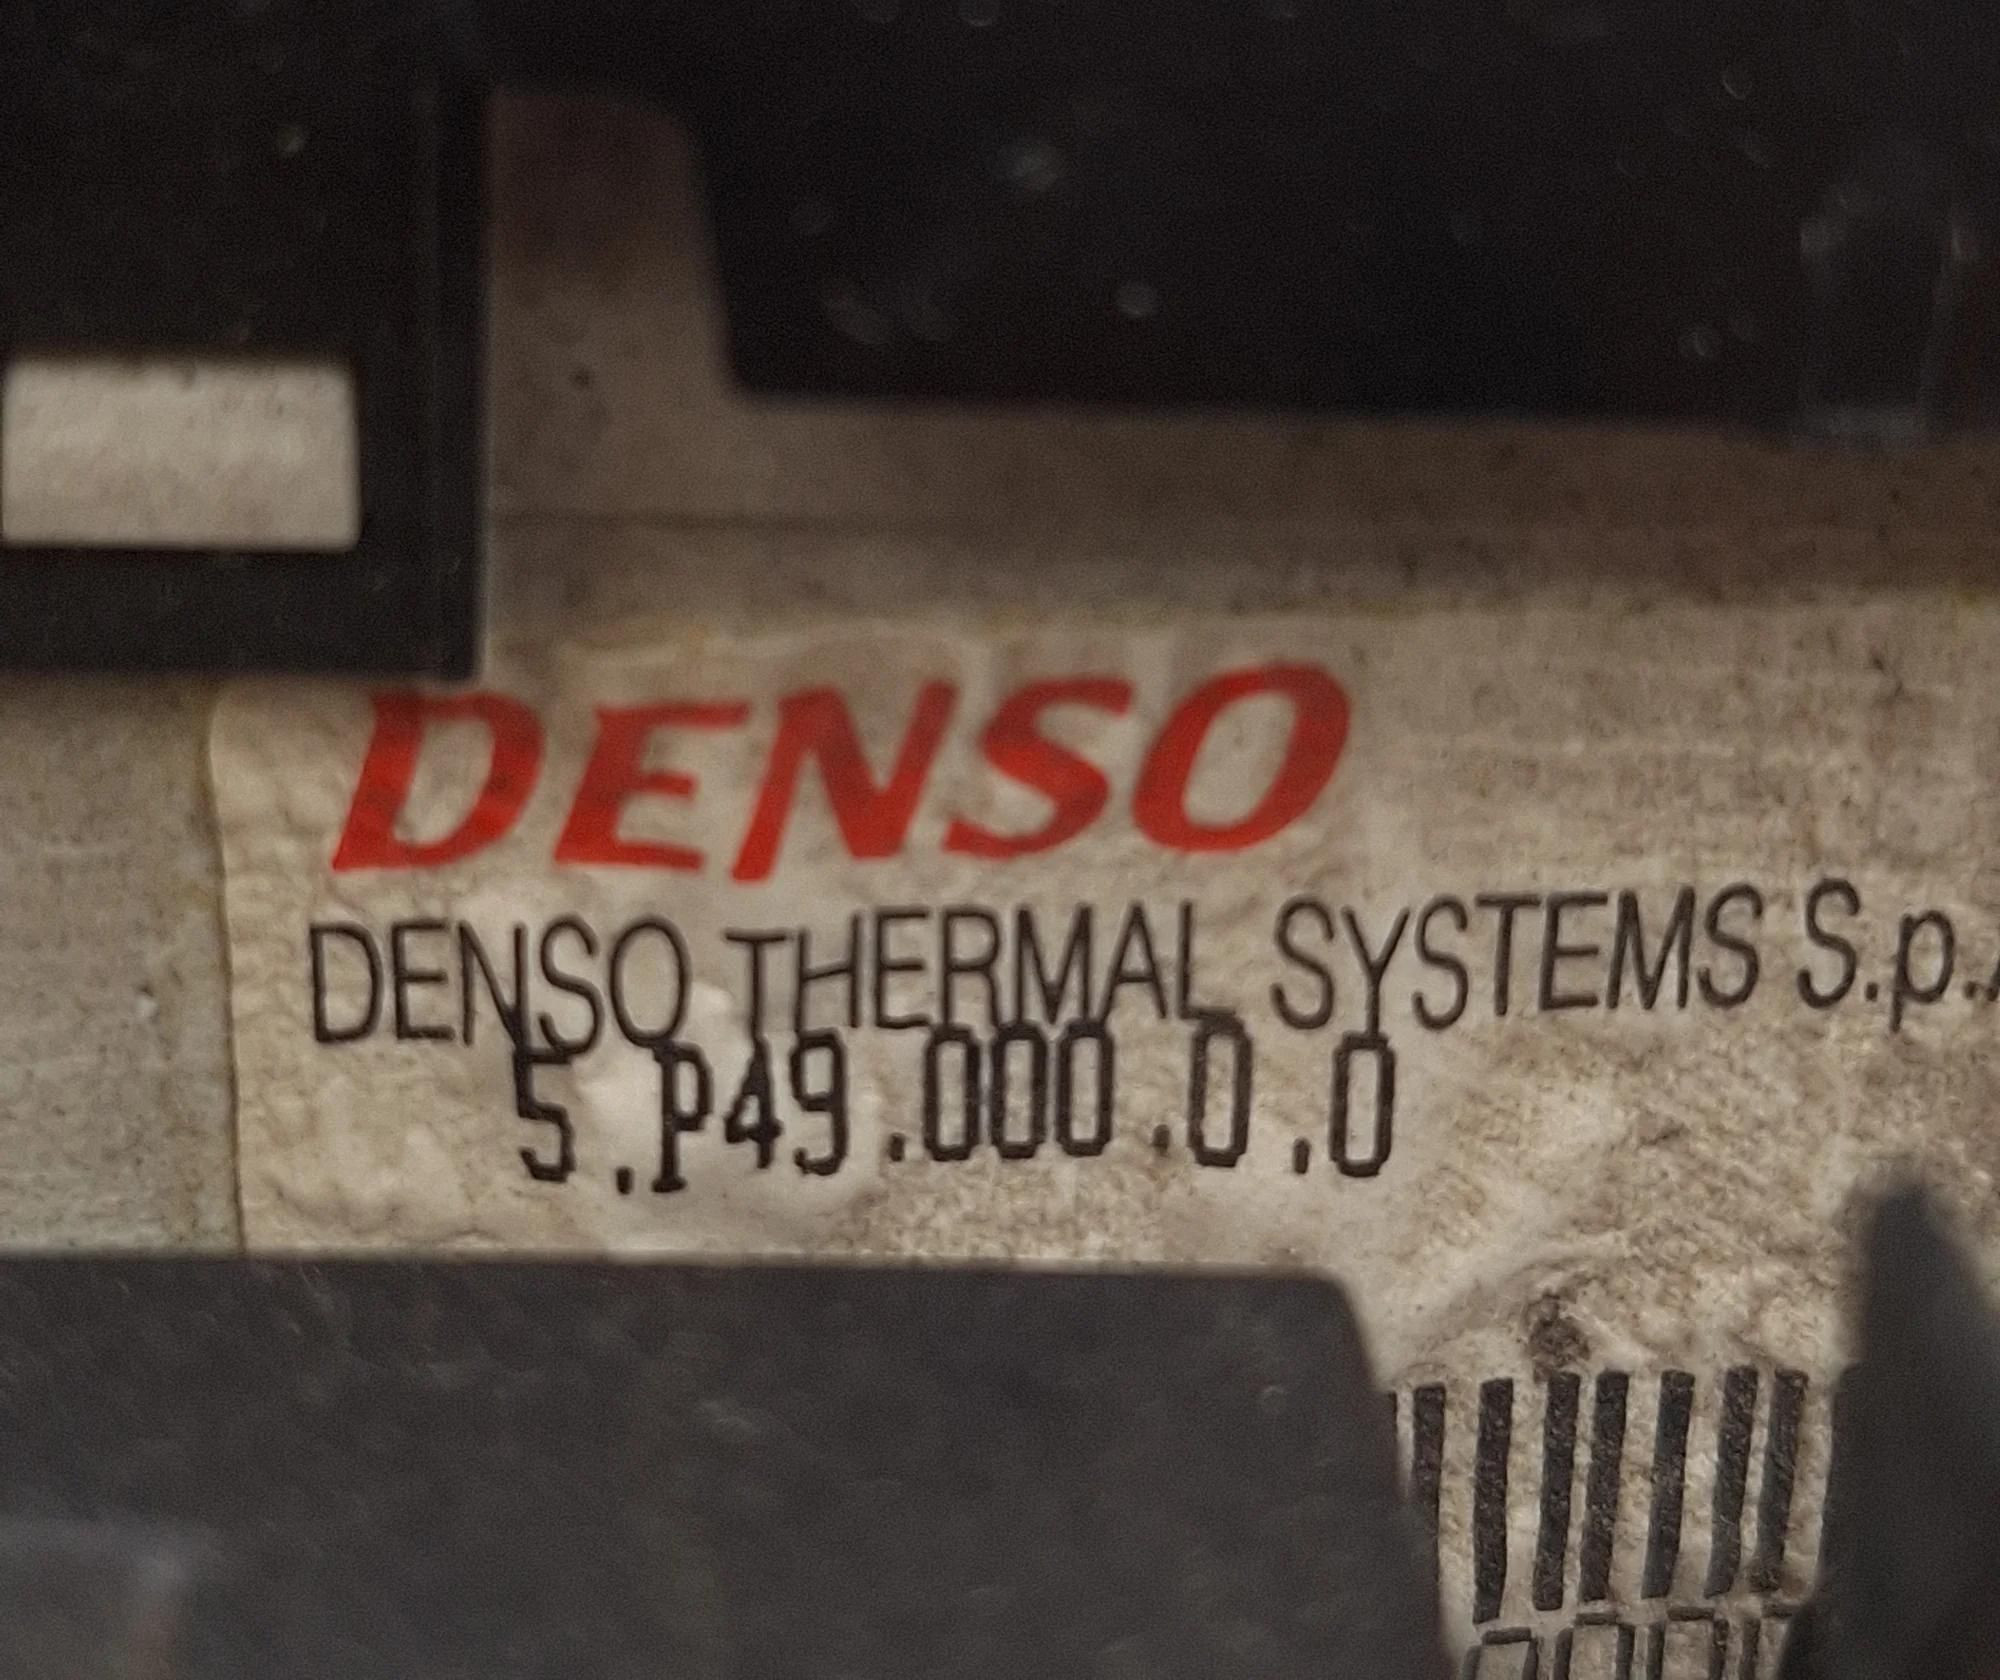 DENSO
DENSO THERMAL SYSTEMS S.p.
5.P49.000.0.0